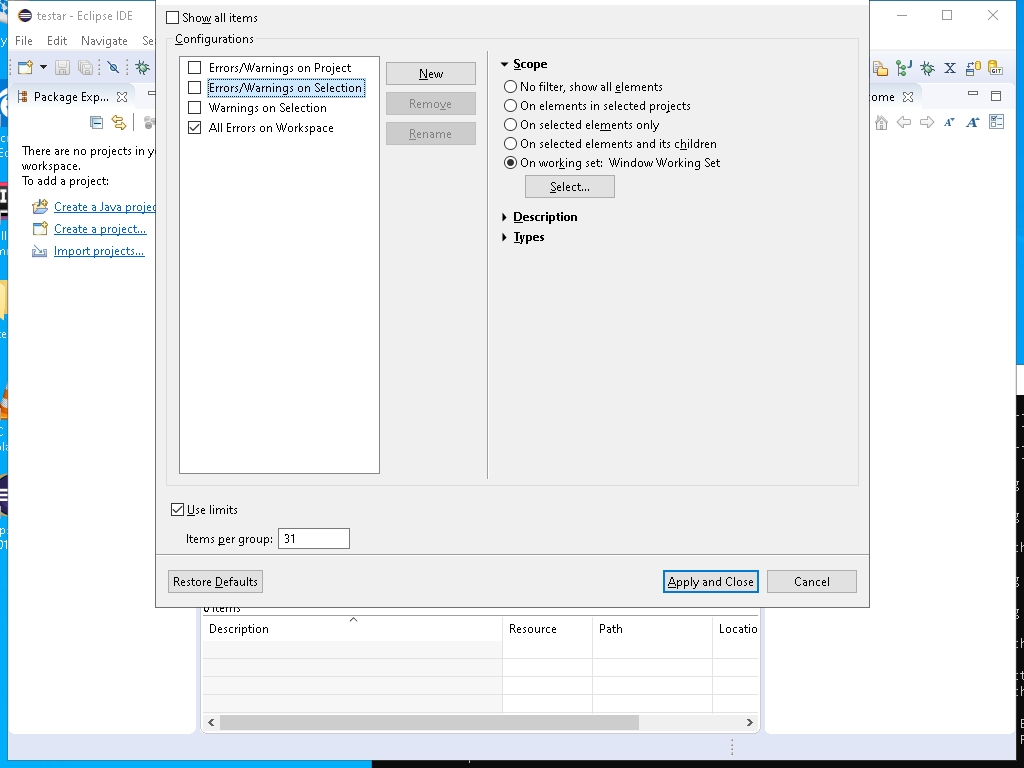 testar - Eclipse IDE
File Edit Navigate Se
Package Exp...
There are no projects in y
workspace.
To add a project:
Create a Java projec
Create a project...
Import projects...
Show all items
Configurations
Errors/Warnings on Project
Errors/Warnings on Selection
Warnings on Selection
All Errors on Workspace
New
Remove
Rename
Scope
No filter, show all elements
On elements in selected projects
On selected elements only
On selected elements and its children
On working set: Window Working Set
Select...
Description
Types
Use limits
Items per group: 31
Restore Defaults
Apply and Close
Cancel
ome
GIT
0 items
Description Resource Path Locatio